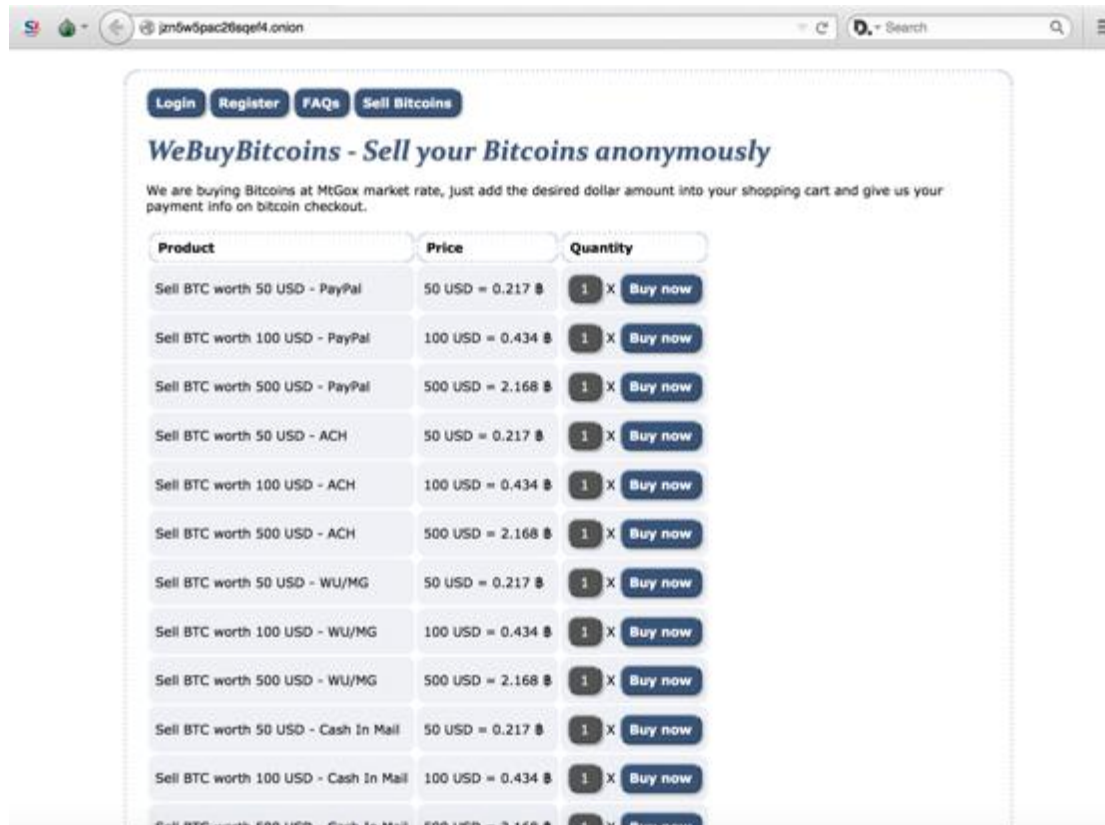 jzn5w5pac26sqef4.onion Search
Login Register FAQs Sell Bitcoins
WeBuyBitcoins - Sell your Bitcoins anonymously
We are buying Bitcoins at MtGox market rate, just add the desired dollar amount into your shopping cart and give us your
payment info on bitcoin checkout.
Product Price Quantity
Sell BTC worth 50 USD - PayPal 50 USD = 0.217 ฿ 1 X Buy now
Sell BTC worth 100 USD - PayPal 100 USD = 0.434 ฿ 1 X Buy now
Sell BTC worth 500 USD - PayPal 500 USD = 2.168 ฿ 1 X Buy now
Sell BTC worth 50 USD - ACH 50 USD = 0.217 ฿ 1 X Buy now
Sell BTC worth 100 USD - ACH 100 USD = 0.434 ฿ 1 X Buy now
Sell BTC worth 500 USD - ACH 500 USD = 2.168 ฿ 1 X Buy now
Sell BTC worth 50 USD - WU/MG 50 USD = 0.217 ฿ 1 X Buy now
Sell BTC worth 100 USD - WU/MG 100 USD = 0.434 ฿ 1 X Buy now
Sell BTC worth 500 USD - WU/MG 500 USD = 2.168 ฿ 1 X Buy now
Sell BTC worth 50 USD - Cash In Mail 50 USD = 0.217 ฿ 1 X Buy now
Sell BTC worth 100 USD - Cash In Mail 100 USD = 0.434 ฿ 1 X Buy now